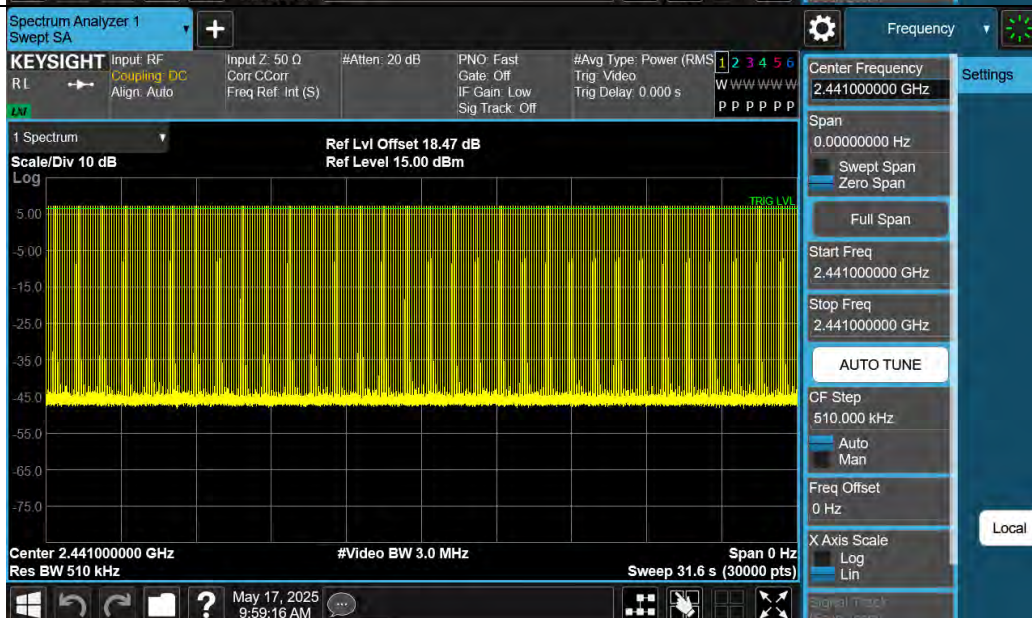 Spectrum Analyzer 1
Swept SA
+
Frequency
KEYSIGHT
RL
LXI
Input: RF
Coupling: DC
Align: Auto
Input Z: 50 Ω
Corr CCorr
Freq Ref: Int (S)
#Atten: 20 dB
PNO: Fast
Gate: Off
IF Gain: Low
Sig Track: Off
#Avg Type: Power (RMS
Trig: Video
Trig Delay: 0.000 s
1 2 3 4 5 6
W W W W W W
P P P P P P
Center Frequency
2.441000000 GHz
Settings
Span
0.00000000 Hz
Swept Span
Zero Span
Full Span
Start Freq
2.441000000 GHz
Stop Freq
2.441000000 GHz
AUTO TUNE
CF Step
510.000 kHz
Auto
Man
Freq Offset
0 Hz
X Axis Scale
Log
Lin
Signal Track
Local
1 Spectrum
Scale/Div 10 dB
Log
Ref Lvl Offset 18.47 dB
Ref Level 15.00 dBm
TRIG LVL
5.00
-5.00
-15.0
-25.0
-35.0
-45.0
-55.0
-65.0
-75.0
Center 2.441000000 GHz
Res BW 510 kHz
#Video BW 3.0 MHz
Span 0 Hz
Sweep 31.6 s (30000 pts)
?
May 17, 2025
9:59:16 AM